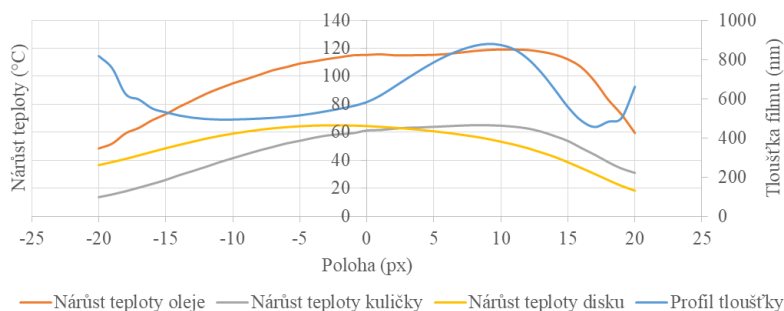 Nárůst teploty (°C)
140
120
100
80
60
40
20
0
-25 -20 -15 -10 -5 0 5 10 15 20 25
Poloha (px)
1000
800
600
400
200
0
Tloušťka filmu (nm)
Nárůst teploty oleje Nárůst teploty kuličky Nárůst teploty disku Profil tloušťky